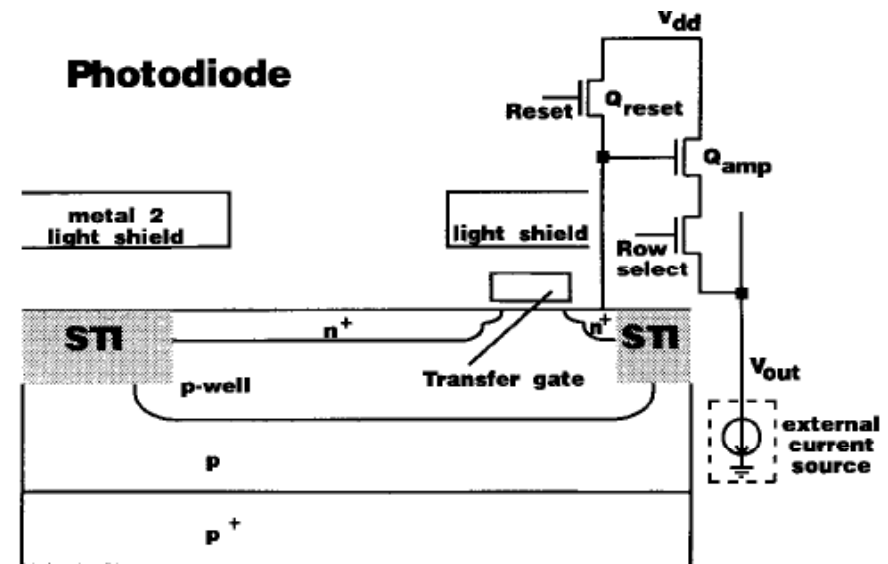 Photodiode
Vdd
Reset
Qreset
Qamp
metal 2
light shield
light shield
Row
select
STI
n+
n+
STI
p-well
Transfer gate
Vout
external
current
source
p
p+